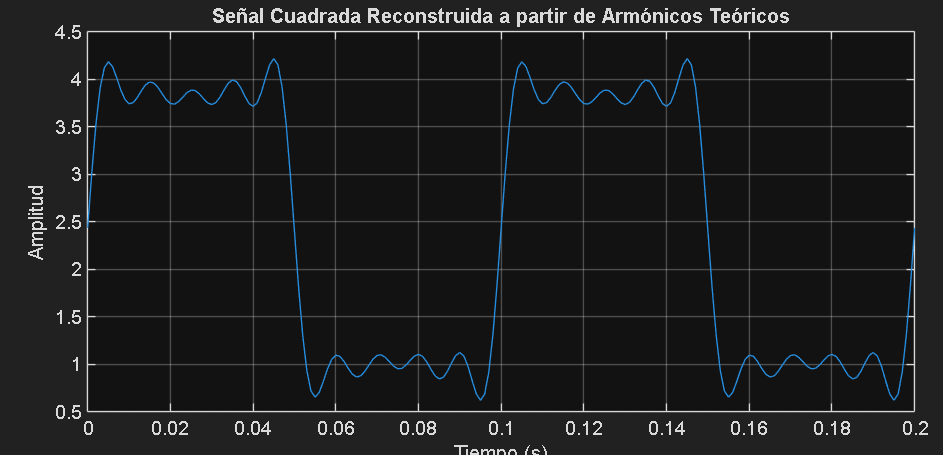 Señal Cuadrada Reconstruida a partir de Armónicos Teóricos
4.5
4
3.5
3
2.5
2
1.5
1
0.5
Amplitud
0 0.02 0.04 0.06 0.08 0.1 0.12 0.14 0.16 0.18 0.2
Tiempo (s)